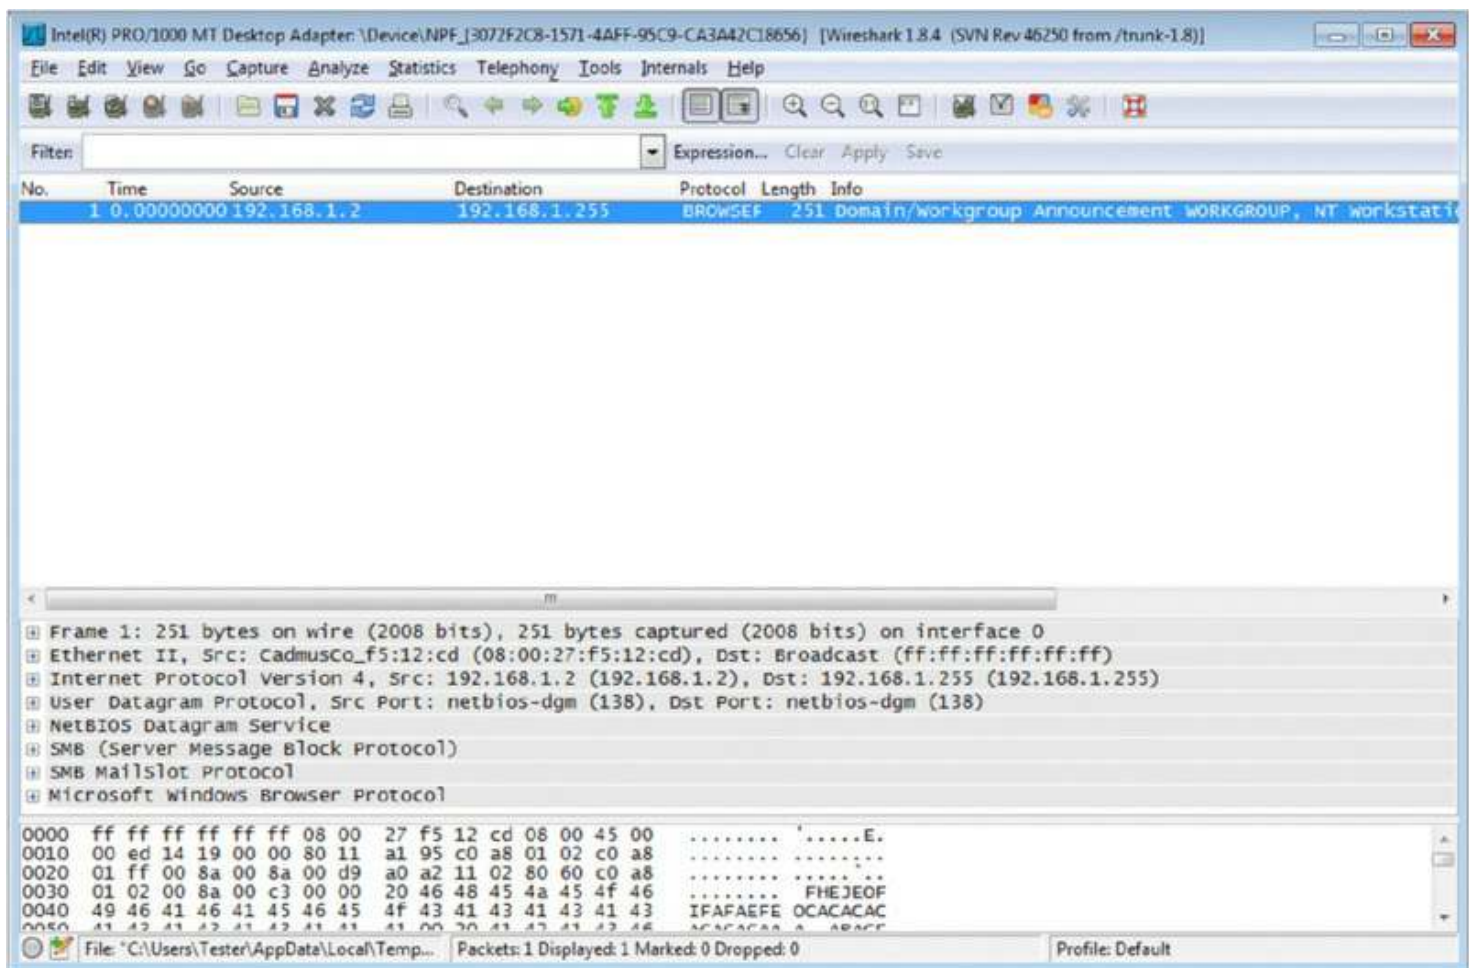 Intel(R) PRO/1000 MT Desktop Adapter: \Device\NPF_{3072F2C8-1571-4AFF-95C9-CA3A42C18656} [Wireshark 1.8.4 (SVN Rev 46250 from /trunk-1.8)]
File Edit View Go Capture Analyze Statistics Telephony Tools Internals Help
Filter: Expression... Clear Apply Save
No. Time Source Destination Protocol Length Info
1 0.00000000 192.168.1.2 192.168.1.255 BROWSER 251 Domain/Workgroup Announcement WORKGROUP, NT Workstati
Frame 1: 251 bytes on wire (2008 bits), 251 bytes captured (2008 bits) on interface 0
Ethernet II, Src: CadmusCo_f5:12:cd (08:00:27:f5:12:cd), Dst: Broadcast (ff:ff:ff:ff:ff:ff)
Internet Protocol Version 4, Src: 192.168.1.2 (192.168.1.2), Dst: 192.168.1.255 (192.168.1.255)
User Datagram Protocol, Src Port: netbios-dgm (138), Dst Port: netbios-dgm (138)
NetBIOS Datagram Service
SMB (Server Message Block Protocol)
SMB MailSlot Protocol
Microsoft Windows Browser Protocol
0000 ff ff ff ff ff ff 08 00 27 f5 12 cd 08 00 45 00 ........ '.....E.
0010 00 ed 14 19 00 00 80 11 a1 95 c0 a8 01 02 c0 a8 ........ ........
0020 01 ff 00 8a 00 8a 00 d9 a0 a2 11 02 80 60 c0 a8 ........ .....`..
0030 01 02 00 8a 00 c3 00 00 20 46 48 45 4a 45 4f 46 ........ FHEJEOF
0040 49 46 41 46 41 45 46 45 4f 43 41 43 41 43 41 43 IFAFAEFE OCACACAC
File: "C:\Users\Tester\AppData\Local\Temp... Packets: 1 Displayed: 1 Marked: 0 Dropped: 0 Profile: Default